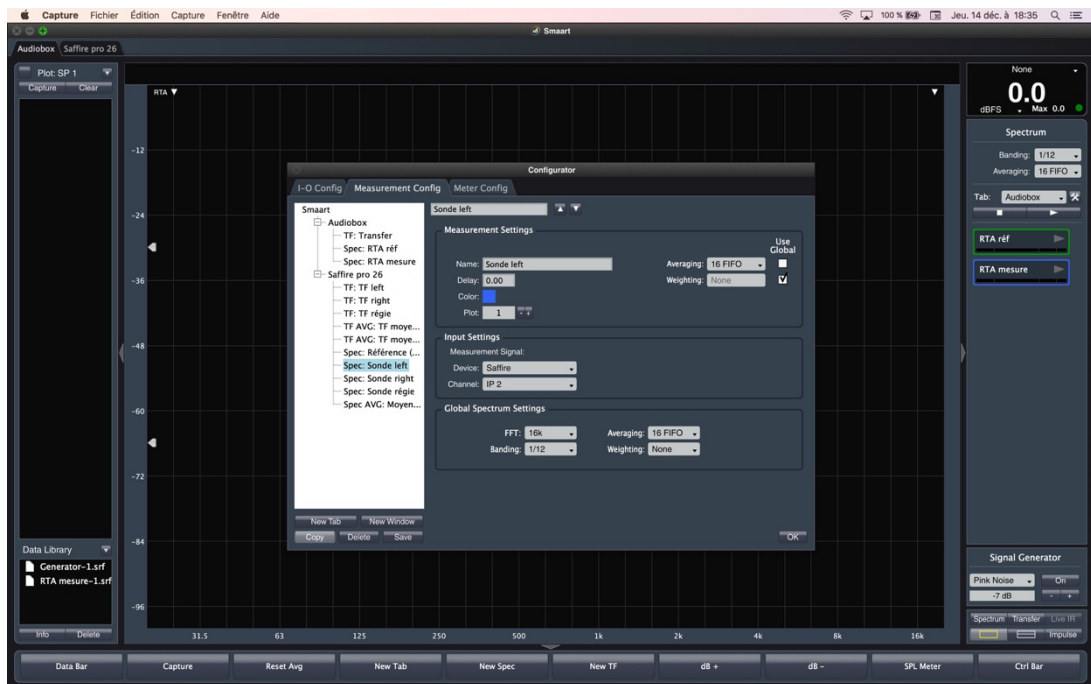 Capture Fichier Édition Capture Fenêtre Aide 100 % Jeu. 14 déc. à 18:35
Smaart
Audiobox Saffire pro 26
Plot: SP 1
Capture Clear
RTA
-12
-24
-36
-48
-60
-72
-84
-96
31.5 63 125 250 500 1k 2k 4k 8k 16k
Data Library
Generator-1.srf
RTA mesure-1.srf
Info Delete
Configurator
I-O Config Measurement Config Meter Config
Smaart
Audiobox
TF: Transfer
Spec: RTA réf
Spec: RTA mesure
Saffire pro 26
TF: TF left
TF: TF right
TF: TF régie
TF AVG: TF moye...
TF AVG: TF moye...
Spec: Référence (...
Spec: Sonde left
Spec: Sonde right
Spec: Sonde régie
Spec AVG: Moyen...
New Tab New Window
Copy Delete Save
Sonde left
Measurement Settings
Use
Global
Name: Sonde left Averaging: 16 FIFO
Delay: 0.00 Weighting: None
Color:
Plot: 1 - +
Input Settings
Measurement Signal:
Device: Saffire
Channel: IP 2
Global Spectrum Settings
FFT: 16k Averaging: 16 FIFO
Banding: 1/12 Weighting: None
OK
None
0.0
dBFS Max 0.0
Spectrum
Banding: 1/12
Averaging: 16 FIFO
Tab: Audiobox
RTA réf
RTA mesure
Signal Generator
Pink Noise On
-7 dB - +
Spectrum Transfer Live IR
Impulse
Data Bar Capture Reset Avg New Tab New Spec New TF dB + dB - SPL Meter Ctrl Bar